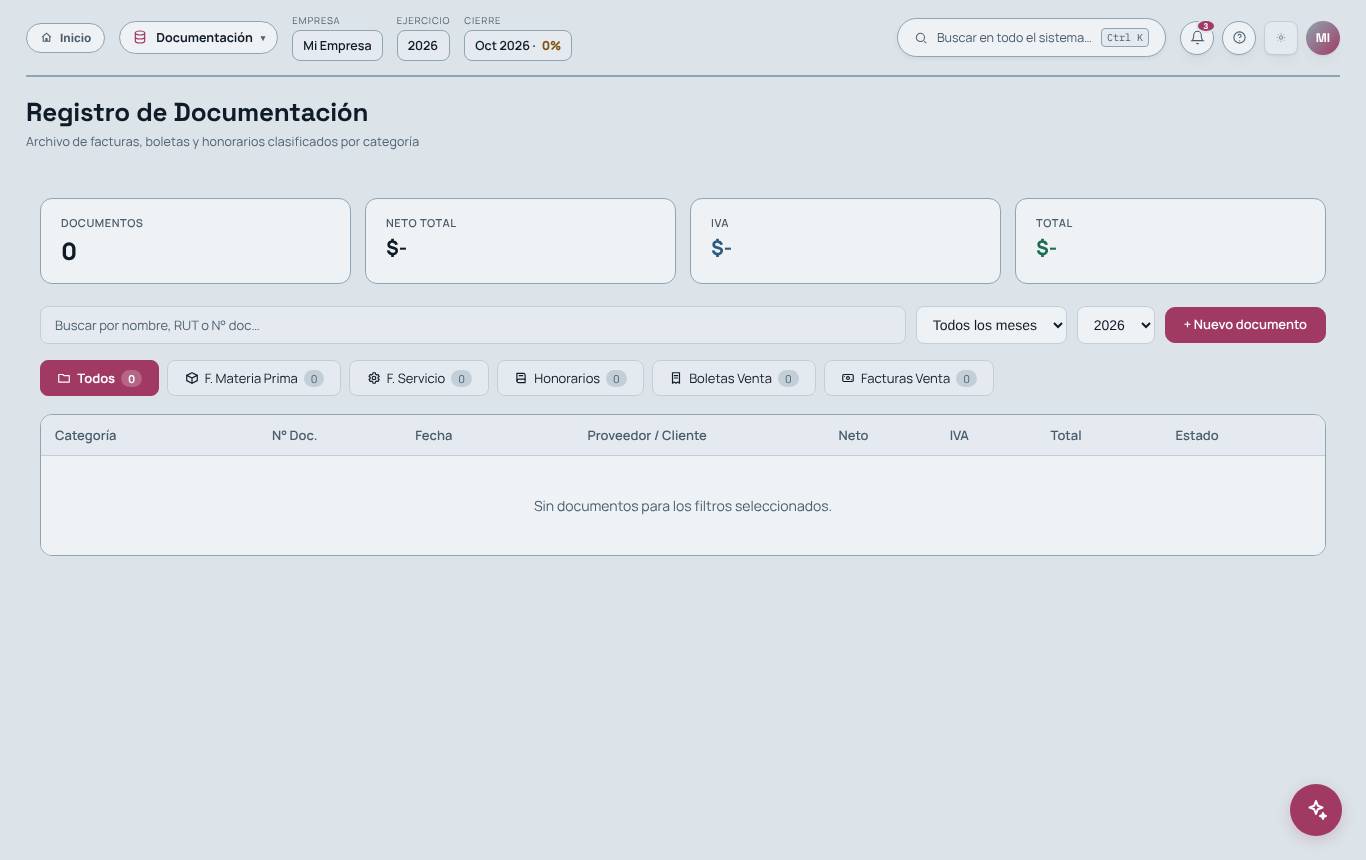 Inicio
Documentación ▾
EMPRESA
Mi Empresa
EJERCICIO
2026
CIERRE
Oct 2026 · 0%
Buscar en todo el sistema... Ctrl K
3
MI
Registro de Documentación
Archivo de facturas, boletas y honorarios clasificados por categoría
DOCUMENTOS
0
NETO TOTAL
$-
IVA
$-
TOTAL
$-
Buscar por nombre, RUT o N° doc...
Todos los meses
2026
+ Nuevo documento
Todos 0
F. Materia Prima 0
F. Servicio 0
Honorarios 0
Boletas Venta 0
Facturas Venta 0
Categoría N° Doc. Fecha Proveedor / Cliente Neto IVA Total Estado
Sin documentos para los filtros seleccionados.